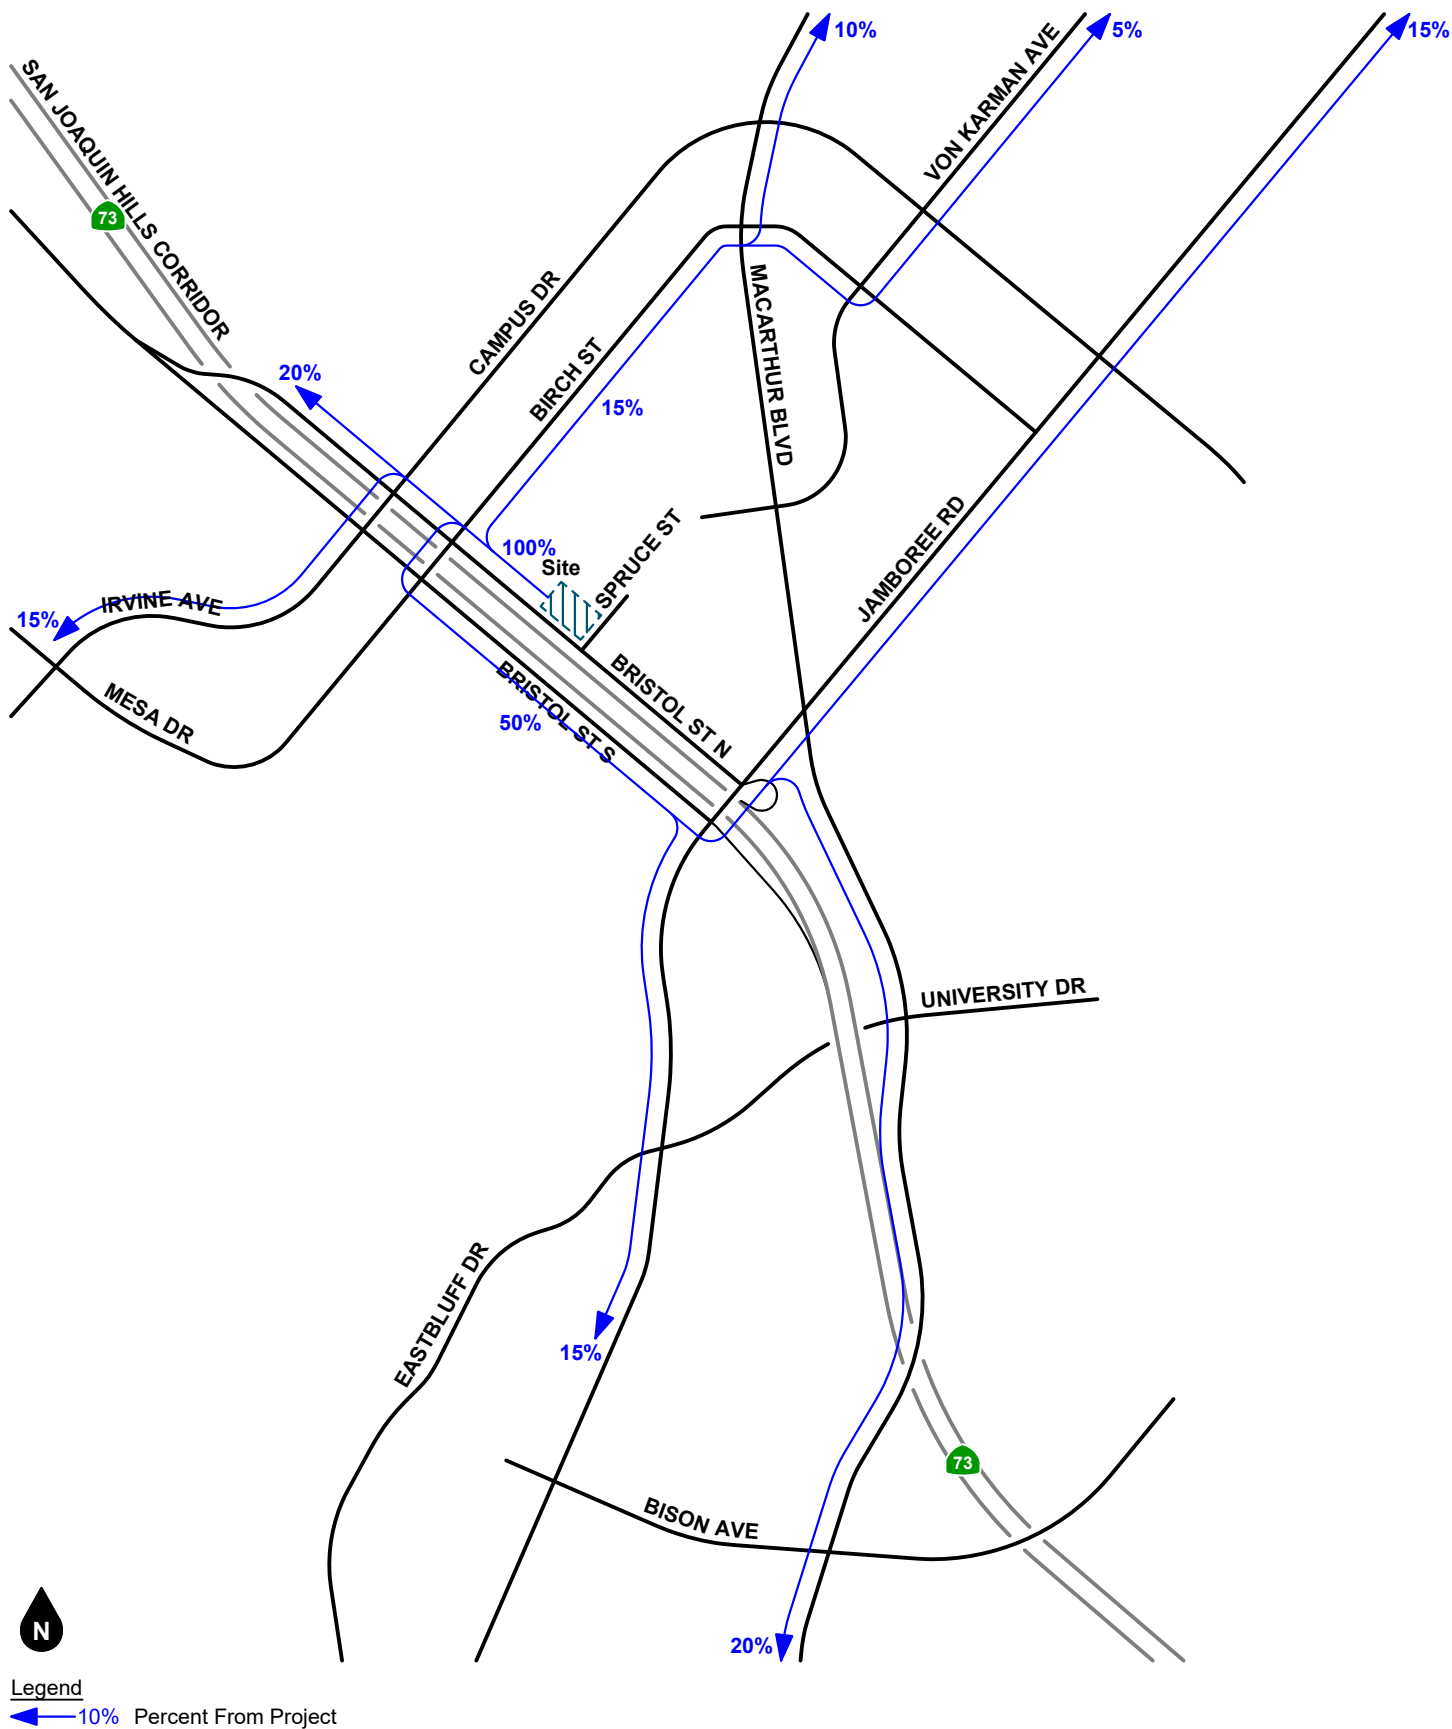 10%
5%
15%
SAN JOAQUIN HILLS CORRIDOR
VON KARMAN AVE
73
CAMPUS DR
MACARTHUR BLVD
BIRCH ST
20%
15%
100%
Site
SPRUCE ST
JAMBOREE RD
IRVINE AVE
15%
MESA DR
BRISTOL ST N
BRISTOL ST S
50%
UNIVERSITY DR
EASTBLUFF DR
15%
73
BISON AVE
20%
N
Legend
10% Percent From Project